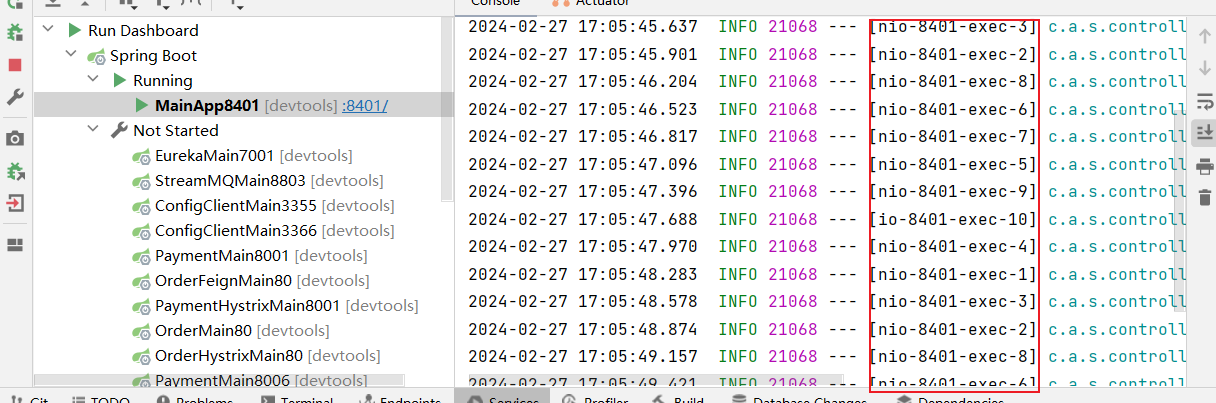 Console
Actuator
Run Dashboard
Spring Boot
Running
MainApp8401 [devtools] :8401/
Not Started
EurekaMain7001 [devtools]
StreamMQMain8803 [devtools]
ConfigClientMain3355 [devtools]
ConfigClientMain3366 [devtools]
PaymentMain8001 [devtools]
OrderFeignMain80 [devtools]
PaymentHystrixMain8001 [devtools]
OrderMain80 [devtools]
OrderHystrixMain80 [devtools]
PaymentMain8006 [devtools]
2024-02-27 17:05:45.637 INFO 21068 --- [nio-8401-exec-3] c.a.s.controll
2024-02-27 17:05:45.901 INFO 21068 --- [nio-8401-exec-2] c.a.s.controll
2024-02-27 17:05:46.204 INFO 21068 --- [nio-8401-exec-8] c.a.s.controll
2024-02-27 17:05:46.523 INFO 21068 --- [nio-8401-exec-6] c.a.s.controll
2024-02-27 17:05:46.817 INFO 21068 --- [nio-8401-exec-7] c.a.s.controll
2024-02-27 17:05:47.096 INFO 21068 --- [nio-8401-exec-5] c.a.s.controll
2024-02-27 17:05:47.396 INFO 21068 --- [nio-8401-exec-9] c.a.s.controll
2024-02-27 17:05:47.688 INFO 21068 --- [io-8401-exec-10] c.a.s.controll
2024-02-27 17:05:47.970 INFO 21068 --- [nio-8401-exec-4] c.a.s.controll
2024-02-27 17:05:48.283 INFO 21068 --- [nio-8401-exec-1] c.a.s.controll
2024-02-27 17:05:48.578 INFO 21068 --- [nio-8401-exec-3] c.a.s.controll
2024-02-27 17:05:48.874 INFO 21068 --- [nio-8401-exec-2] c.a.s.controll
2024-02-27 17:05:49.157 INFO 21068 --- [nio-8401-exec-8] c.a.s.controll
2024-02-27 17:05:49.421 INFO 21068 --- [nio-8401-exec-6] c.a.s.controll
Git TODO Problems Terminal Endpoints Services Profiler Build Database Changes Dependencies